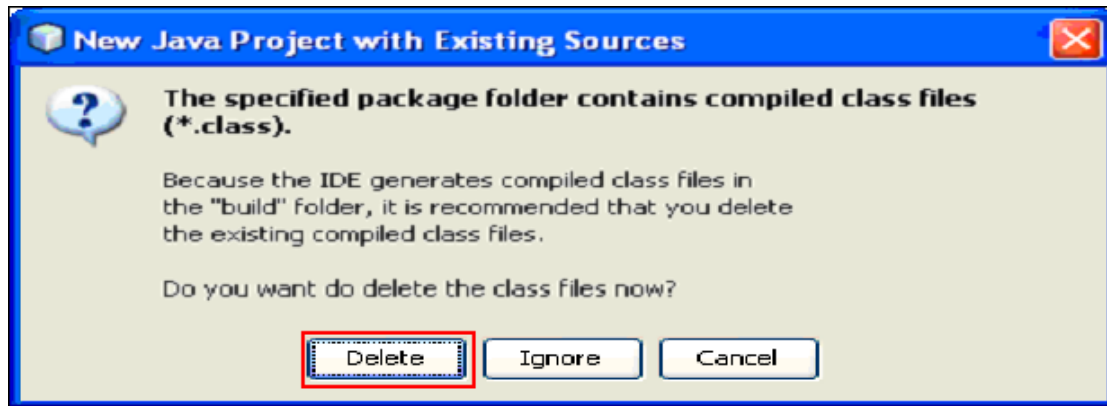 New Java Project with Existing Sources
The specified package folder contains compiled class files
(*.class).
Because the IDE generates compiled class files in
the "build" folder, it is recommended that you delete
the existing compiled class files.
Do you want do delete the class files now?
Delete Ignore Cancel